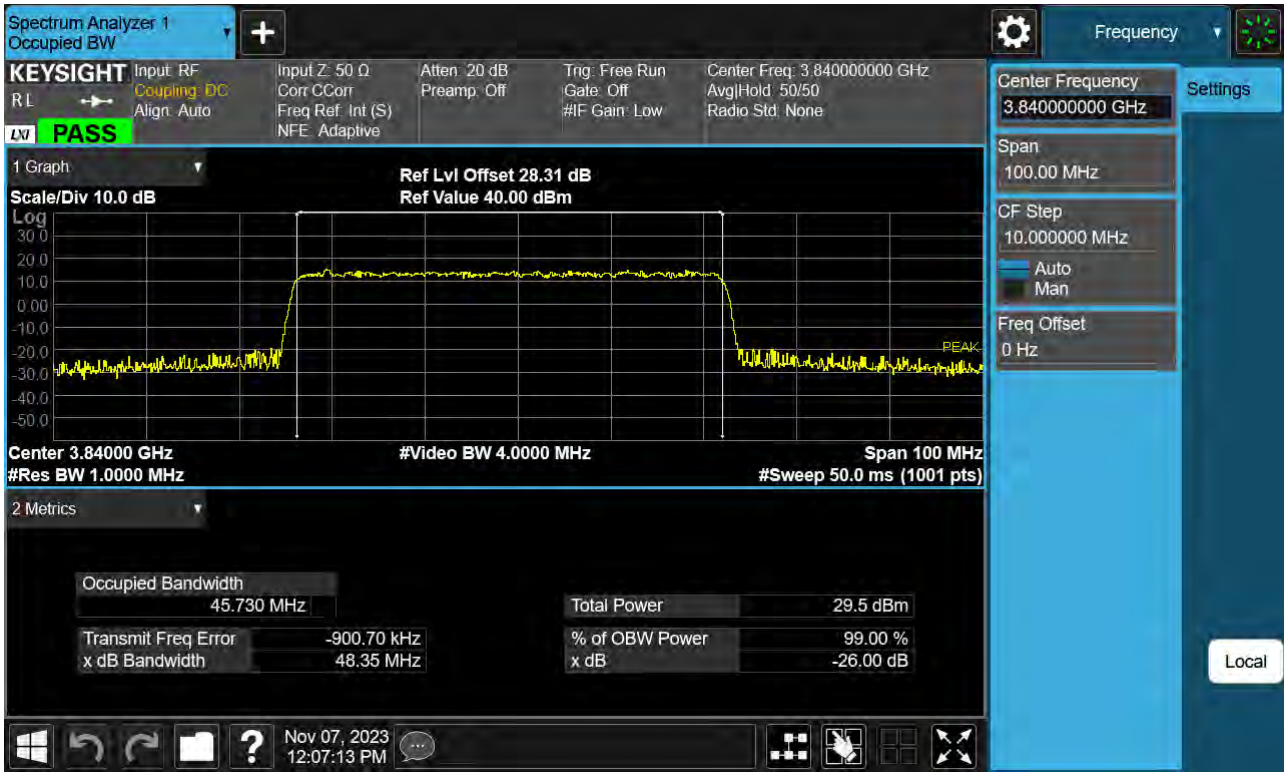 Spectrum Analyzer 1
Occupied BW
+
Frequency
KEYSIGHT
RL
LXI
PASS
Input: RF
Coupling: DC
Align: Auto
Input Z: 50 Ω
Corr CCorr
Freq Ref: Int (S)
NFE: Adaptive
Atten: 20 dB
Preamp: Off
Trig: Free Run
Gate: Off
#IF Gain: Low
Center Freq: 3.840000000 GHz
Avg|Hold: 50/50
Radio Std: None
1 Graph
Scale/Div 10.0 dB
Ref Lvl Offset 28.31 dB
Ref Value 40.00 dBm
Log
30.0
20.0
10.0
0.00
-10.0
-20.0
-30.0
-40.0
-50.0
PEAK
Center 3.84000 GHz
#Video BW 4.0000 MHz
Span 100 MHz
#Res BW 1.0000 MHz
#Sweep 50.0 ms (1001 pts)
2 Metrics
Occupied Bandwidth
45.730 MHz
Transmit Freq Error -900.70 kHz
x dB Bandwidth 48.35 MHz
Total Power 29.5 dBm
% of OBW Power 99.00 %
x dB -26.00 dB
Center Frequency
3.840000000 GHz
Span
100.00 MHz
CF Step
10.000000 MHz
Auto
Man
Freq Offset
0 Hz
Settings
Local
?
Nov 07, 2023
12:07:13 PM